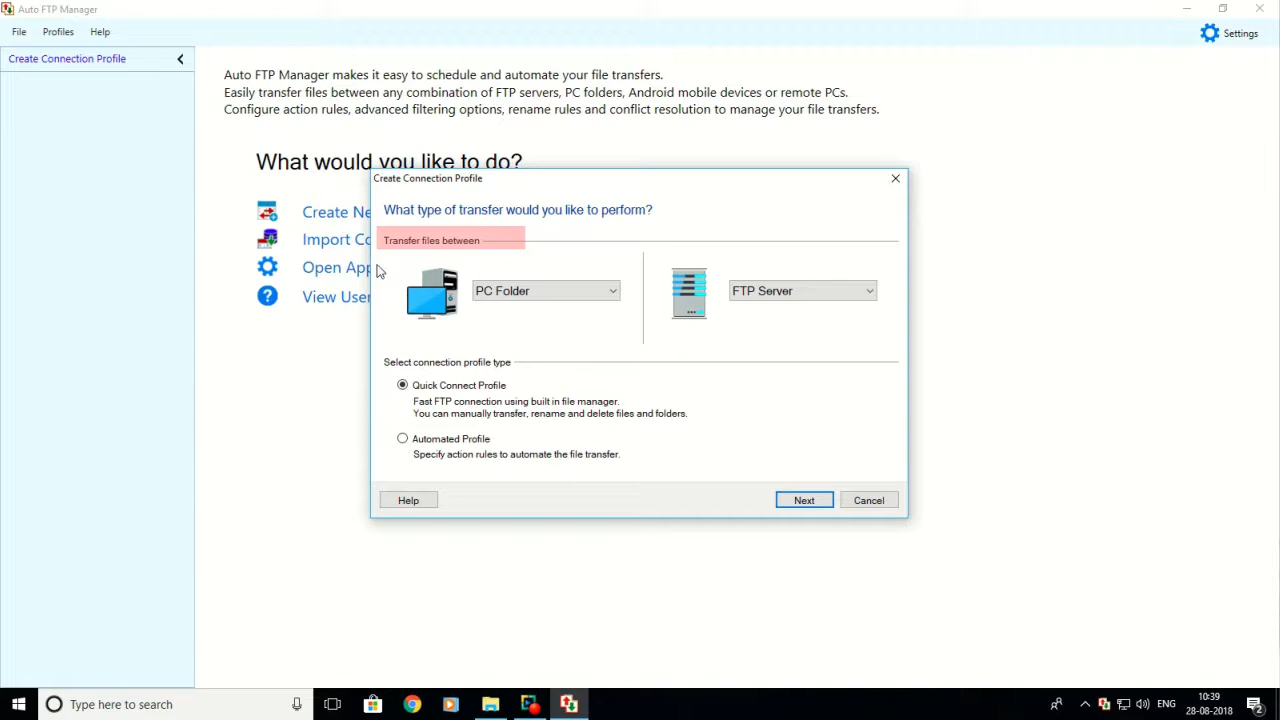 Auto FTP Manager
File Profiles Help
Settings
Create Connection Profile
Auto FTP Manager makes it easy to schedule and automate your file transfers.
Easily transfer files between any combination of FTP servers, PC folders, Android mobile devices or remote PCs.
Configure action rules, advanced filtering options, rename rules and conflict resolution to manage your file transfers.
What would you like to do?
Create Ne
Import Co
Open App
View User
Create Connection Profile
What type of transfer would you like to perform?
Transfer files between
PC Folder
FTP Server
Select connection profile type
Quick Connect Profile
Fast FTP connection using built in file manager.
You can manually transfer, rename and delete files and folders.
Automated Profile
Specify action rules to automate the file transfer.
Help Next Cancel
Type here to search
ENG
10:39
28-08-2018
2